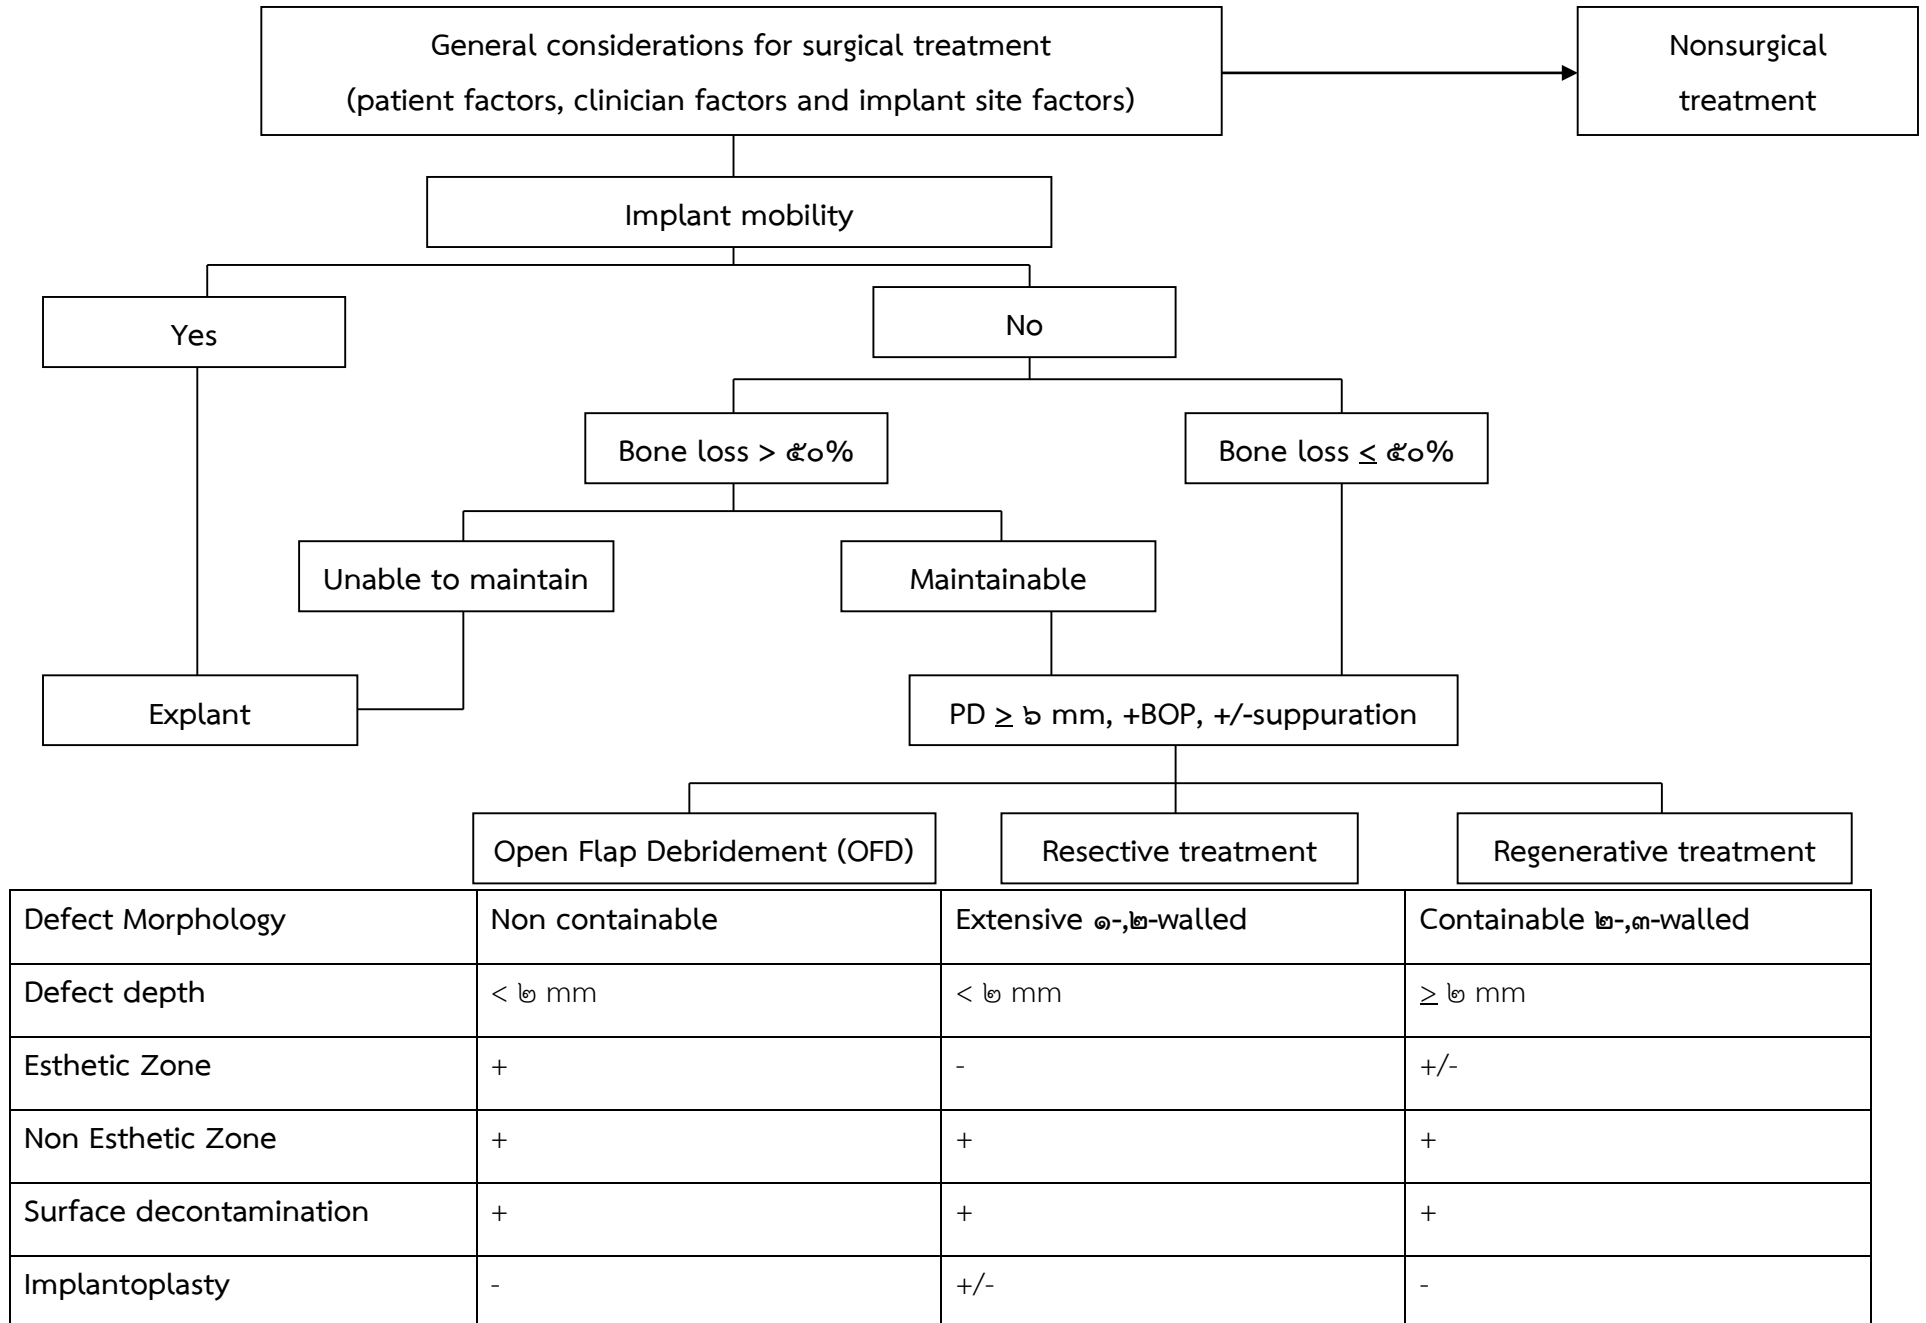 General considerations for surgical treatment
(patient factors, clinician factors and implant site factors)
Nonsurgical
treatment
Implant mobility
Yes
No
Bone loss > ๕๐%
Bone loss ≤ ๕๐%
Unable to maintain
Maintainable
Explant
PD ≥ ๖ mm, +BOP, +/-suppuration
Open Flap Debridement (OFD)
Resective treatment
Regenerative treatment
Defect Morphology
Non containable
Extensive ๑-,๒-walled
Containable ๒-,๓-walled
Defect depth
< ๒ mm
< ๒ mm
≥ ๒ mm
Esthetic Zone
+
-
+/-
Non Esthetic Zone
+
+
+
Surface decontamination
+
+
+
Implantoplasty
-
+/-
-